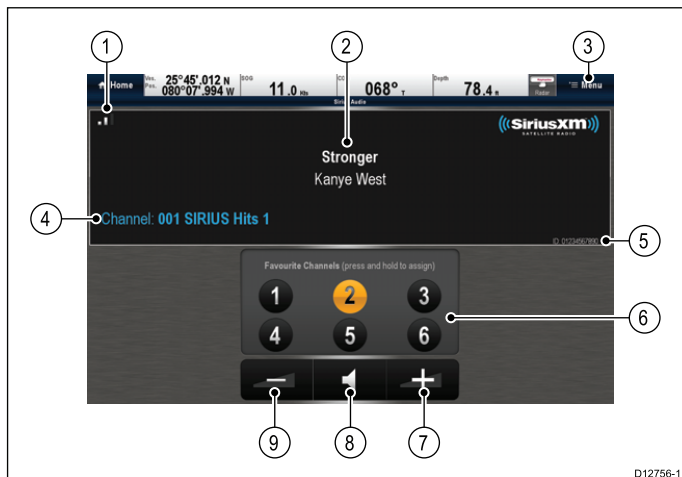 1
2
3
Home
Ves. Pos. 25°45'.012 N
080°07'.994 W
SOG 11.0 kts
068° T
Depth 78.4 ft
Radar
Menu
Sirius Audio
((SiriusXM))
SATELLITE RADIO
Stronger
Kanye West
4
Channel: 001 SIRIUS Hits 1
ID: D1234567890
5
Favourite Channels (press and hold to assign)
1 2 3
4 5 6
6
9
8
7
D12756-1